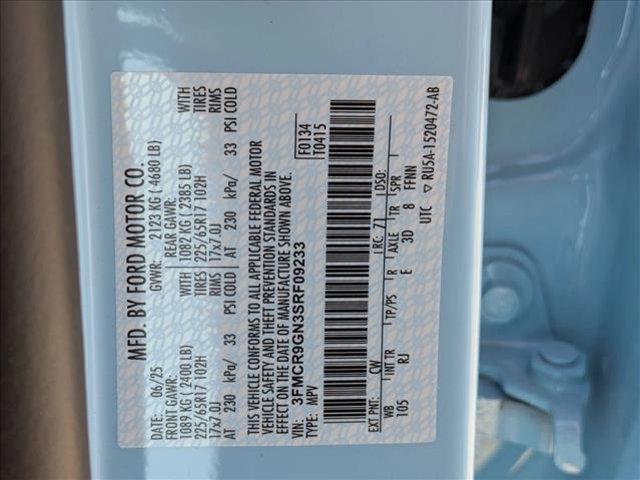 MFD. BY FORD MOTOR CO.
DATE: 06/25 GVWR: 2123 KG ( 4680 LB)
FRONT GAWR: REAR GAWR: WITH
1089 KG ( 2400 LB) 1082 KG ( 2385 LB) TIRES
225/65R17 102H 225/65R17 102H RIMS
17x7.0J 17x7.0J
AT 230 kPa/ 33 PSI COLD AT 230 kPa/ 33 PSI COLD
THIS VEHICLE CONFORMS TO ALL APPLICABLE FEDERAL MOTOR
VEHICLE SAFETY AND THEFT PREVENTION STANDARDS IN
EFFECT ON THE DATE OF MANUFACTURE SHOWN ABOVE.
VIN: 3FMCR9GN3SRF09233
TYPE: MPV
F0134
T0415
EXT PNT: CW RC: 71 DSO:
WB INT TR TP/PS R AXLE TR SPR
105 RJ E 3D 8 FFNN
UTC ▽ RU5A-1520472-AB